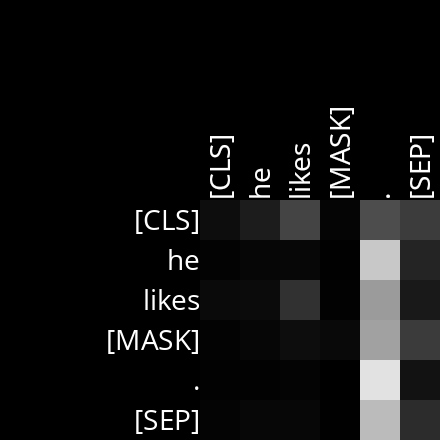 [CLS]
he
likes
[MASK]
.
[SEP]
[CLS]
he
likes
[MASK]
.
[SEP]